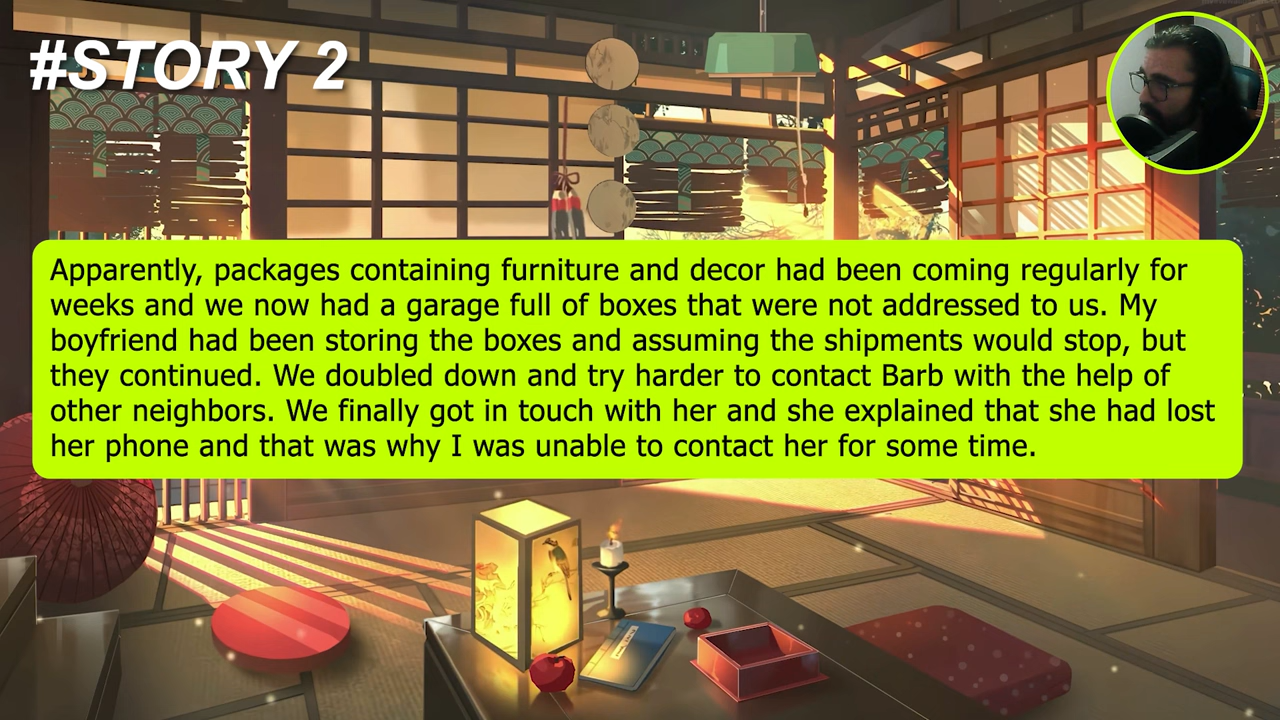 #STORY 2
Apparently, packages containing furniture and decor had been coming regularly for
weeks and we now had a garage full of boxes that were not addressed to us. My
boyfriend had been storing the boxes and assuming the shipments would stop, but
they continued. We doubled down and try harder to contact Barb with the help of
other neighbors. We finally got in touch with her and she explained that she had lost
her phone and that was why I was unable to contact her for some time.